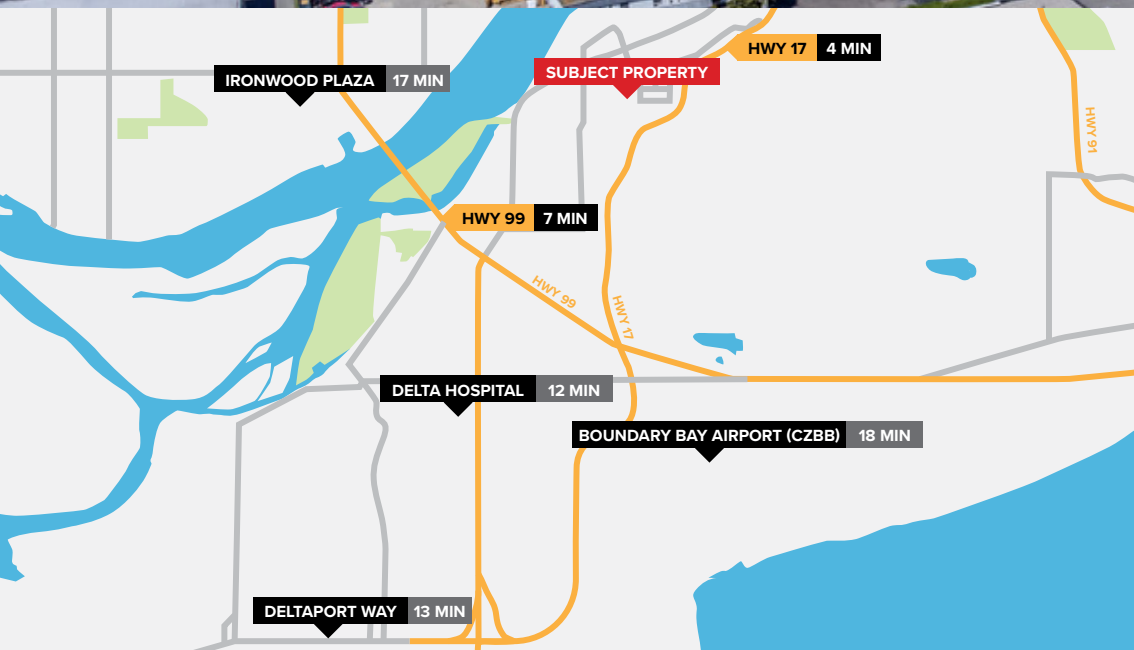 HWY 17 4 MIN
IRONWOOD PLAZA 17 MIN
SUBJECT PROPERTY
HWY 91
HWY 99 7 MIN
HWY 99
HWY 17
DELTA HOSPITAL 12 MIN
BOUNDARY BAY AIRPORT (CZBB) 18 MIN
DELTAPORT WAY 13 MIN